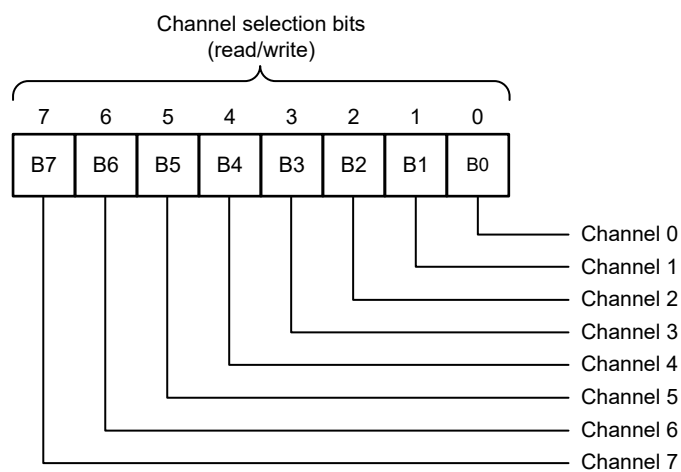 Channel selection bits
(read/write)
7 6 5 4 3 2 1 0
B7 B6 B5 B4 B3 B2 B1 B0
Channel 0
Channel 1
Channel 2
Channel 3
Channel 4
Channel 5
Channel 6
Channel 7